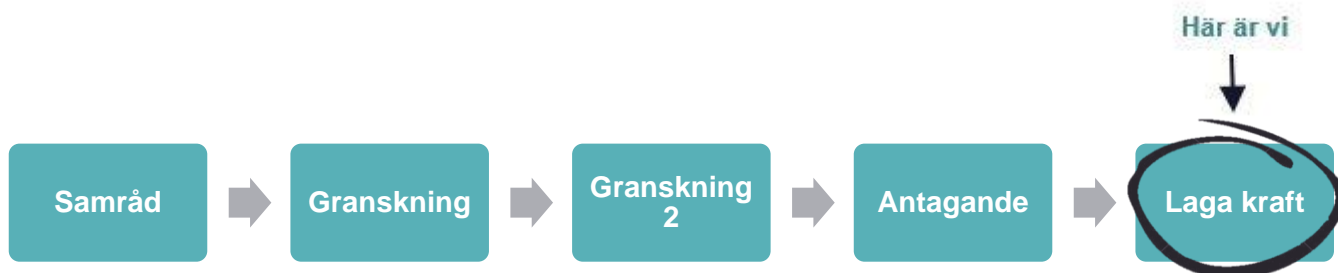 Här är vi
Samråd
Granskning
Granskning
2
Antagande
Laga kraft